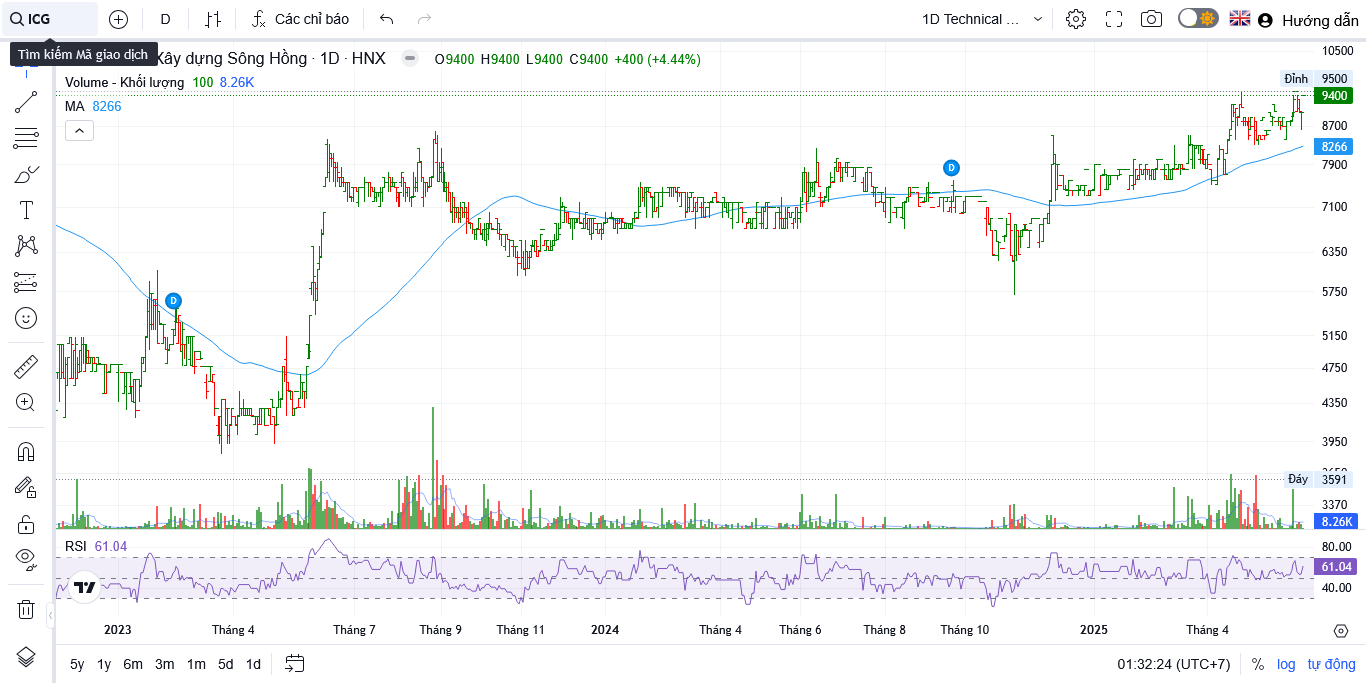 ICG
D
Các chỉ báo
1D Technical ...
Hướng dẫn
Tìm kiếm Mã giao dịch
Xây dựng Sông Hồng · 1D · HNX
O9400 H9400 L9400 C9400 +400 (+4.44%)
Volume - Khối lượng 100 8.26K
MA 8266
D
D
10500
Đỉnh 9500
9400
8700
8266
7900
7100
6350
5750
5150
4750
4350
3950
Đáy 3591
3370
8.26K
RSI 61.04
80.00
61.04
40.00
2023 Tháng 4 Tháng 7 Tháng 9 Tháng 11 2024 Tháng 4 Tháng 6 Tháng 8 Tháng 10 2025 Tháng 4
5y 1y 6m 3m 1m 5d 1d
01:32:24 (UTC+7) % log tự động